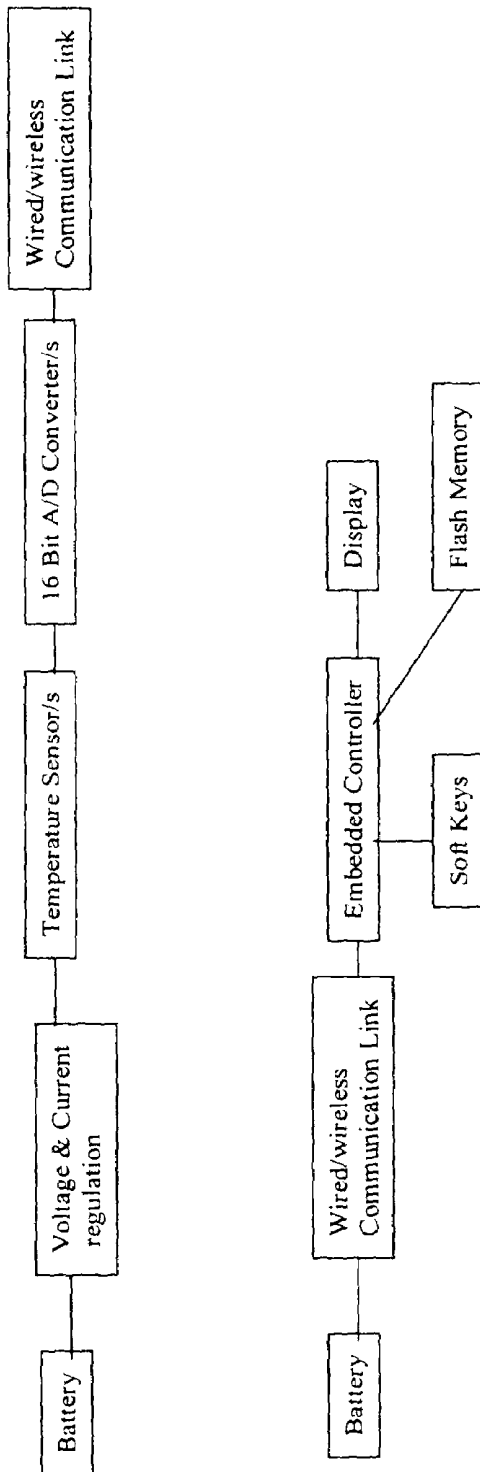 Battery
Voltage & Current
regulation
Temperature Sensor/s
16 Bit A/D Converter/s
Wired/wireless
Communication Link
Battery
Wired/wireless
Communication Link
Embedded Controller
Display
Soft Keys
Flash Memory